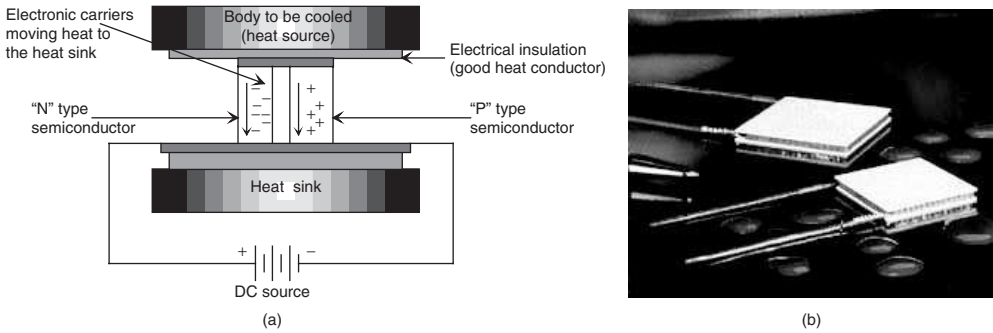 Electronic carriers
moving heat to
the heat sink
Body to be cooled
(heat source)
Electrical insulation
(good heat conductor)
“N” type
semiconductor
“P” type
semiconductor
− − − − − − −
+ + + + + +
Heat sink
+ −
DC source
(a)
(b)